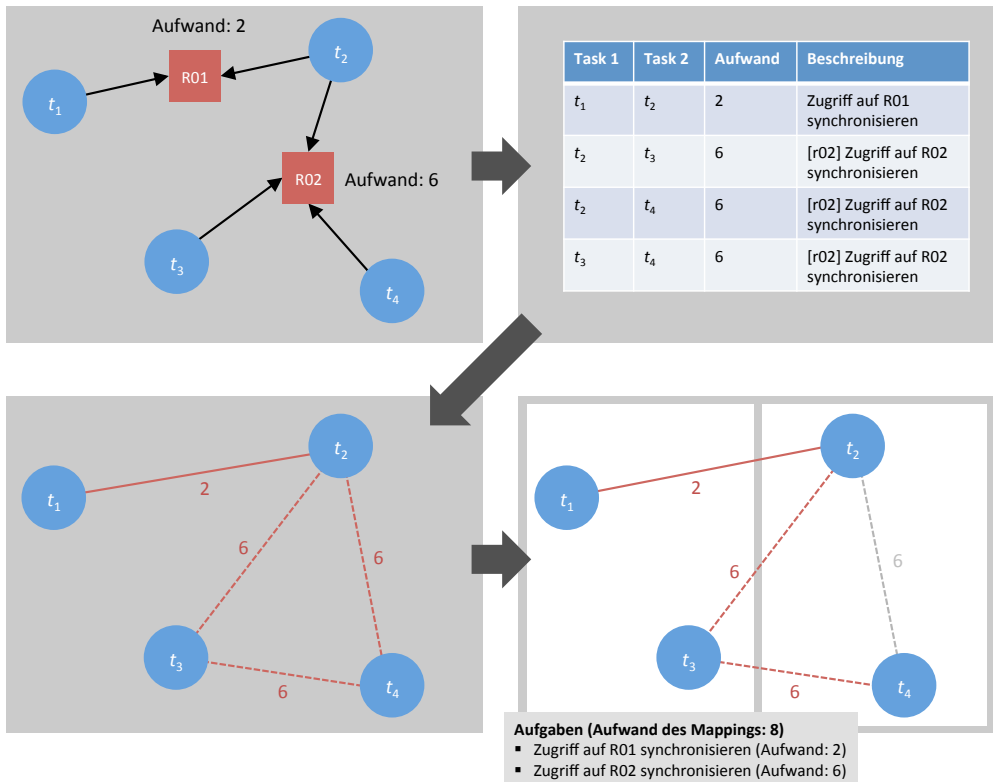 Aufwand: 2
t2
R01
t1
R02
Aufwand: 6
t3
t4
Task 1 Task 2 Aufwand Beschreibung
t1 t2 2 Zugriff auf R01
synchronisieren
t2 t3 6 [r02] Zugriff auf R02
synchronisieren
t2 t4 6 [r02] Zugriff auf R02
synchronisieren
t3 t4 6 [r02] Zugriff auf R02
synchronisieren
t2
t1
2
6
6
t3
6
t4
t2
t1
2
6
6
t3
6
t4
Aufgaben (Aufwand des Mappings: 8)
▪ Zugriff auf R01 synchronisieren (Aufwand: 2)
▪ Zugriff auf R02 synchronisieren (Aufwand: 6)